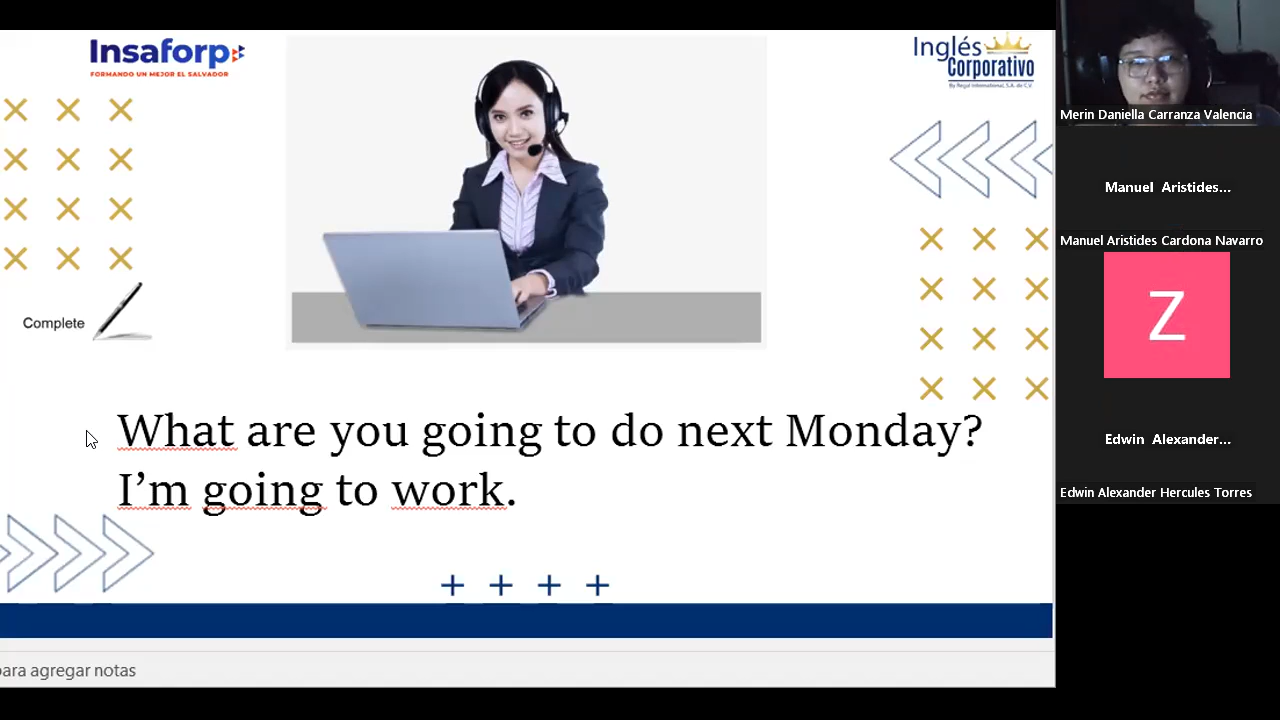 Insaforp
FORMANDO UN MEJOR EL SALVADOR
Inglés
Corporativo
By Regal International, S.A. de C.V.
Complete
What are you going to do next Monday?
I'm going to work.
para agregar notas
Merin Daniella Carranza Valencia
Manuel Aristides...
Manuel Aristides Cardona Navarro
Z
Edwin Alexander...
Edwin Alexander Hercules Torres